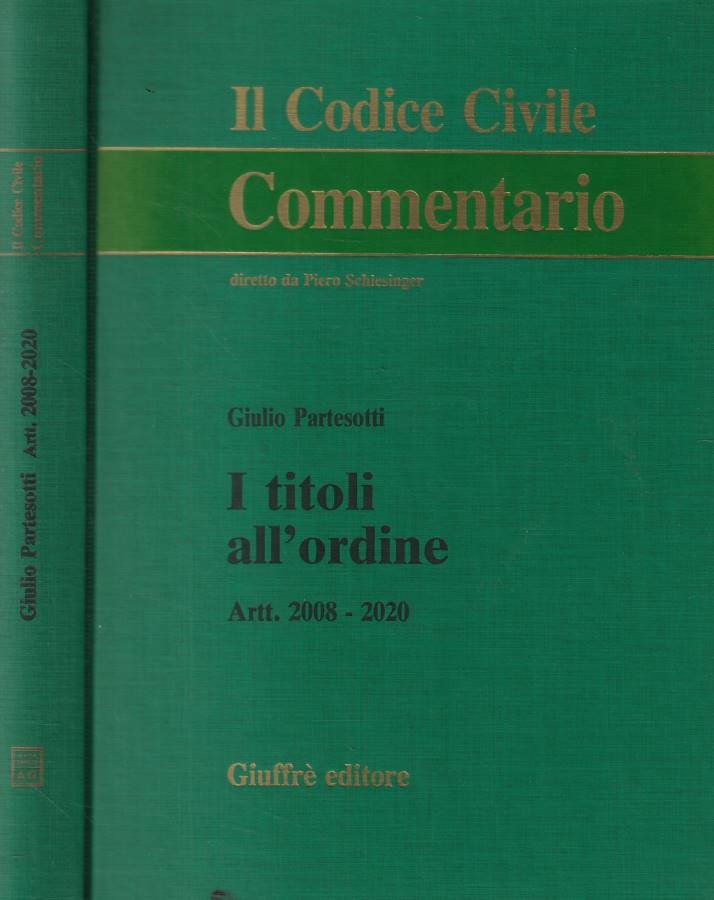 Il Codice Civile
Commentario
Giulio Partesotti Artt. 2008-2020
Il Codice Civile
Commentario
diretto da Piero Schlesinger
Giulio Partesotti
I titoli
all'ordine
Artt. 2008 - 2020
Giuffrè editore